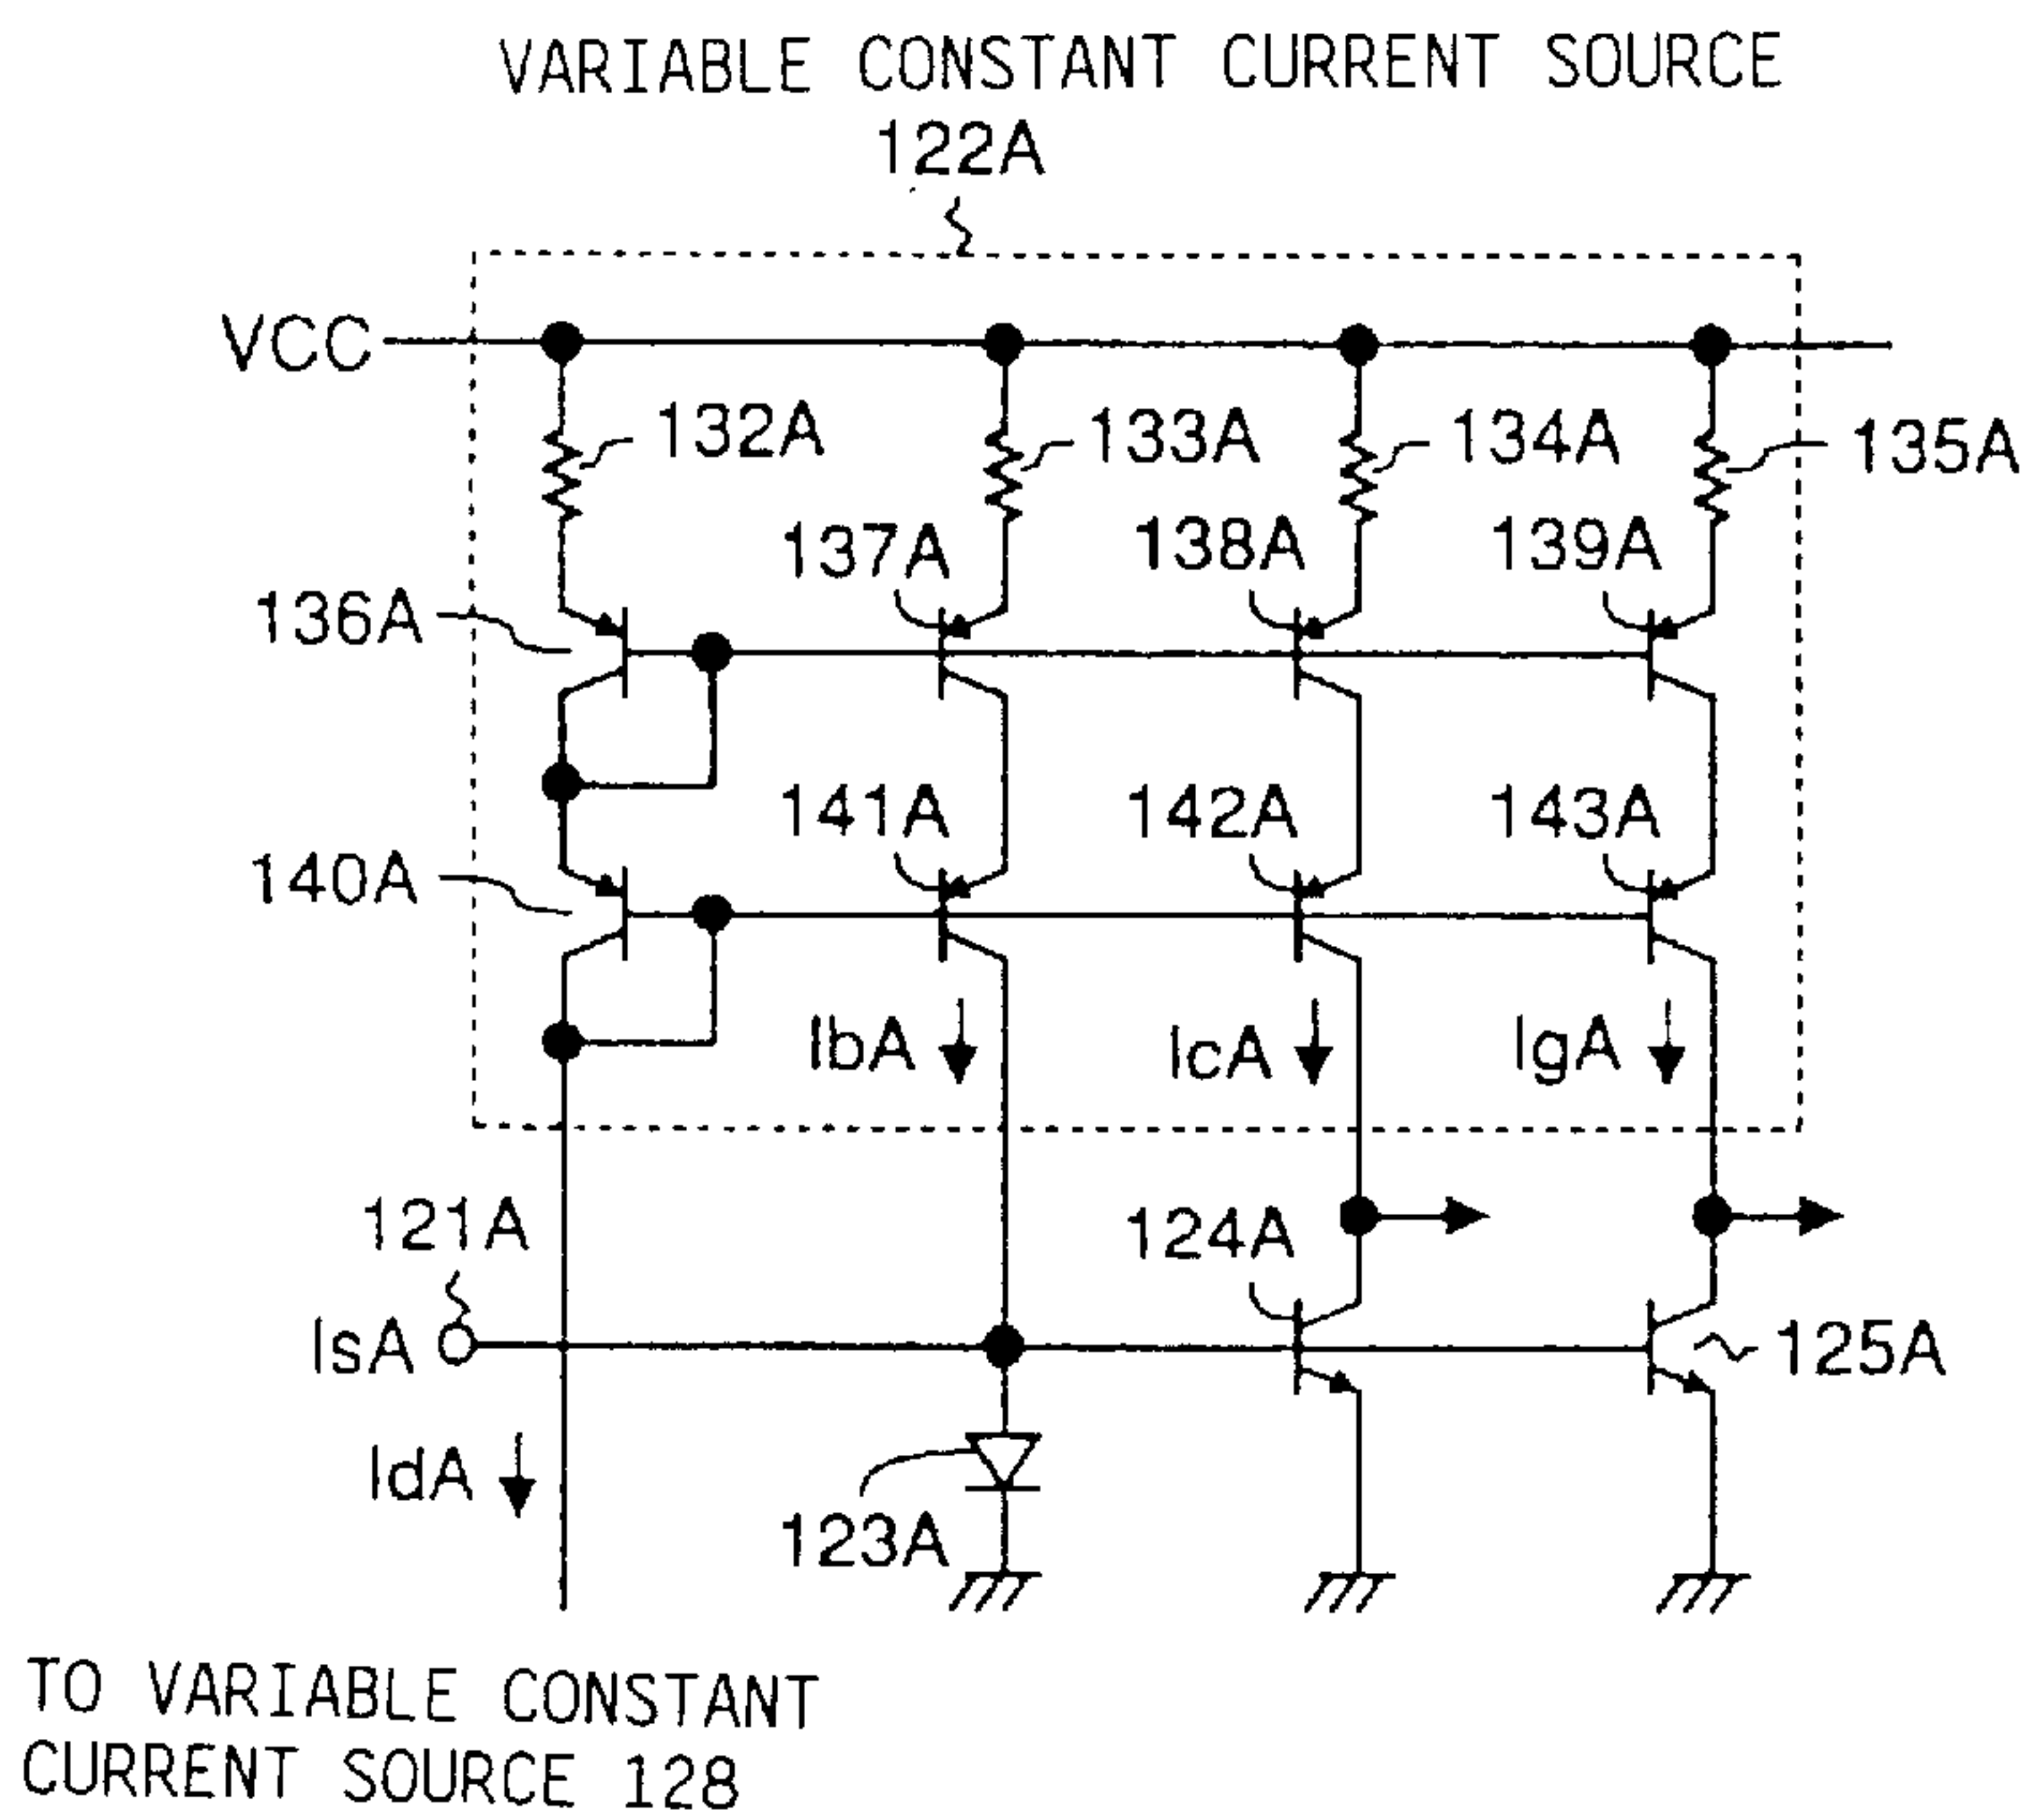 VARIABLE CONSTANT CURRENT SOURCE
122A
VCC
132A
133A
134A
135A
137A
138A
139A
136A
141A
142A
143A
140A
IbA
IcA
IgA
121A
124A
IsA
125A
IdA
123A
TO VARIABLE CONSTANT
CURRENT SOURCE 128